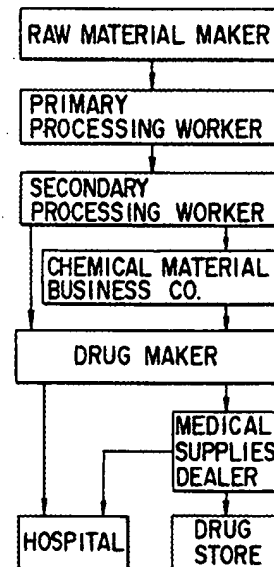 RAW MATERIAL MAKER
PRIMARY
PROCESSING WORKER
SECONDARY
PROCESSING WORKER
CHEMICAL MATERIAL
BUSINESS CO.
DRUG MAKER
MEDICAL
SUPPLIES
DEALER
HOSPITAL
DRUG
STORE